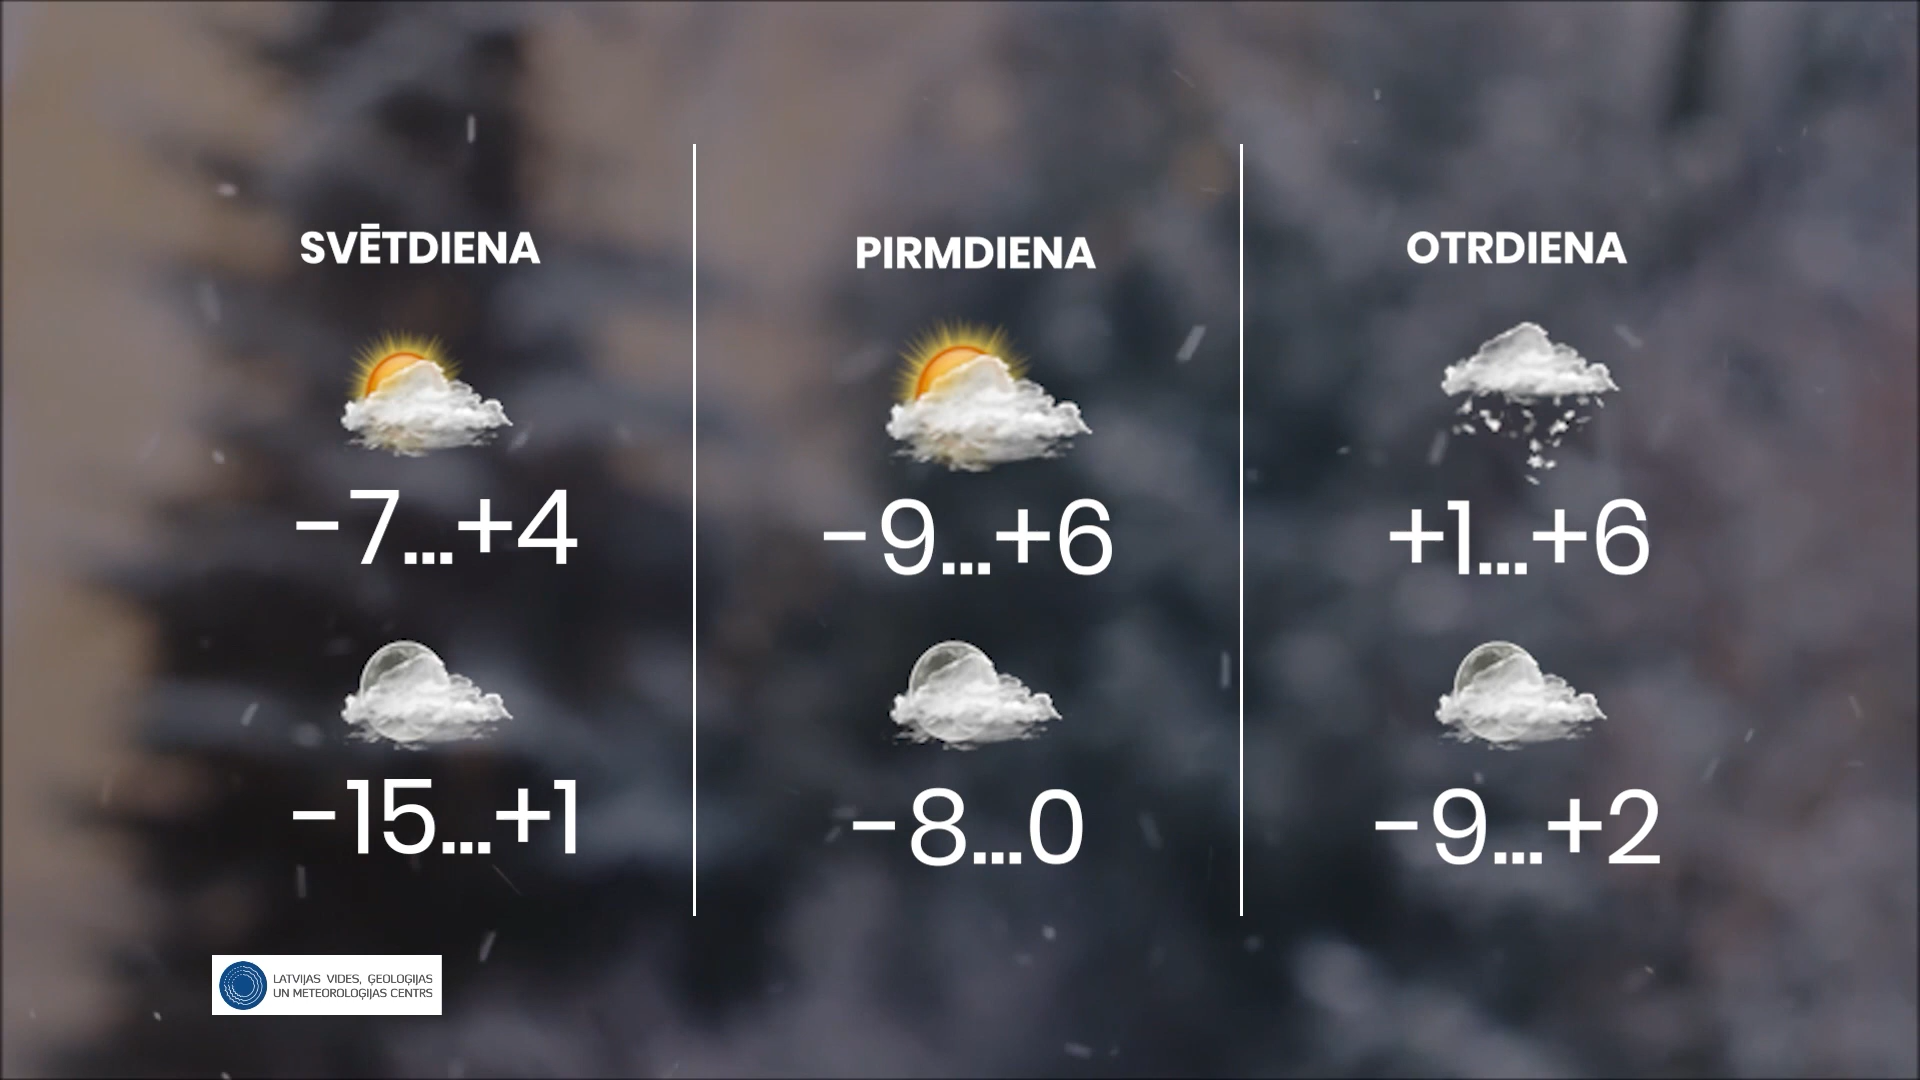 SVĒTDIENA
-7...+4
-15...+1
PIRMDIENA
-9...+6
-8...0
OTRDIENA
+1...+6
-9...+2
LATVIJAS VIDES, ĢEOLOĢIJAS
UN METEOROLOĢIJAS CENTRS